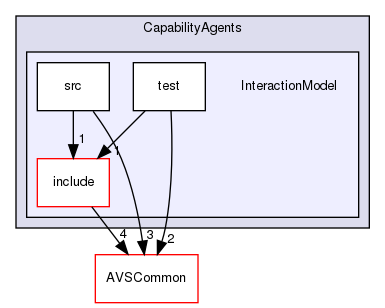 CapabilityAgents
src
test
InteractionModel
1
1
include
4
3
2
AVSCommon